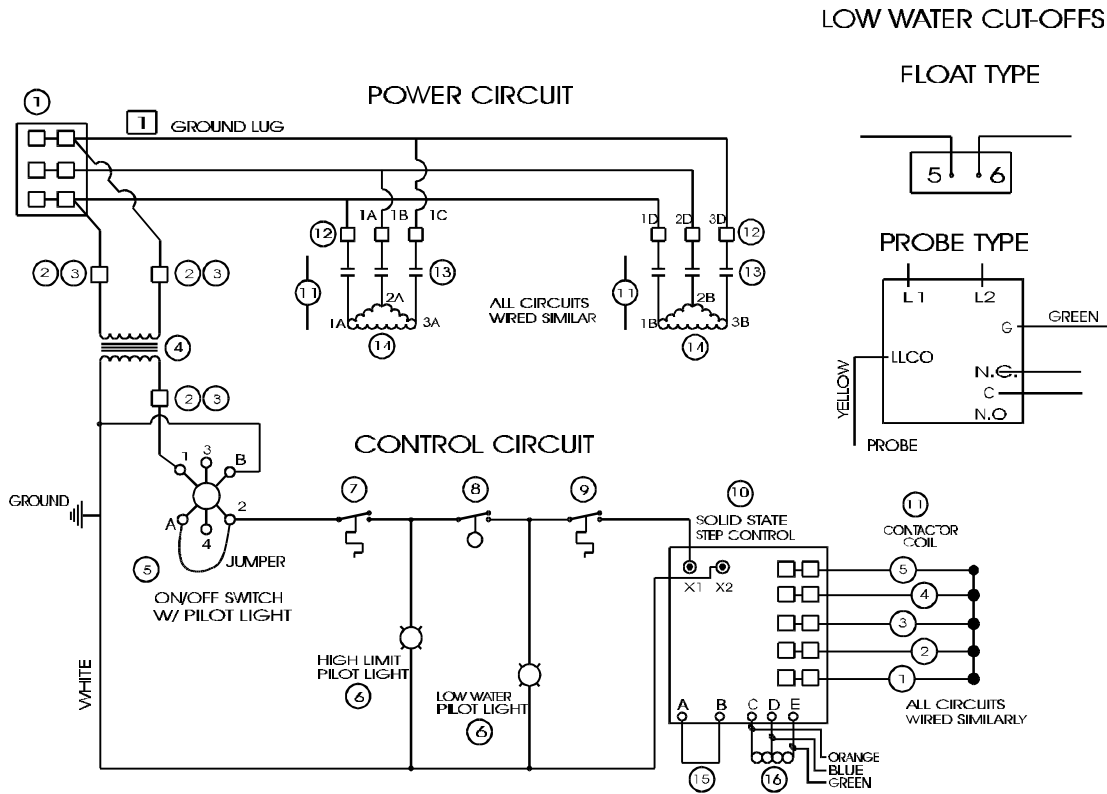 LOW WATER CUT-OFFS
FLOAT TYPE
5 6
POWER CIRCUIT
1
1 GROUND LUG
1A 1B 1C
12
1D 2D 3D
12
2 3
2 3
11
13
2A
1A 3A
14
ALL CIRCUITS
WIRED SIMILAR
11
13
2B
1B 3B
14
4
2 3
PROBE TYPE
L1 L2
G GREEN
LLCO
N.C.
C
N.O
YELLOW
PROBE
CONTROL CIRCUIT
1 3 B
A 4 2
JUMPER
GROUND
5
ON/OFF SWITCH
W/ PILOT LIGHT
7
8
9
WHITE
HIGH LIMIT
PILOT LIGHT
6
LOW WATER
PILOT LIGHT
6
10
SOLID STATE
STEP CONTROL
X1 X2
A B C D E
15
16
ORANGE
BLUE
GREEN
11
CONTACTOR
COIL
5
4
3
2
1
ALL CIRCUITS
WIRED SIMILARLY